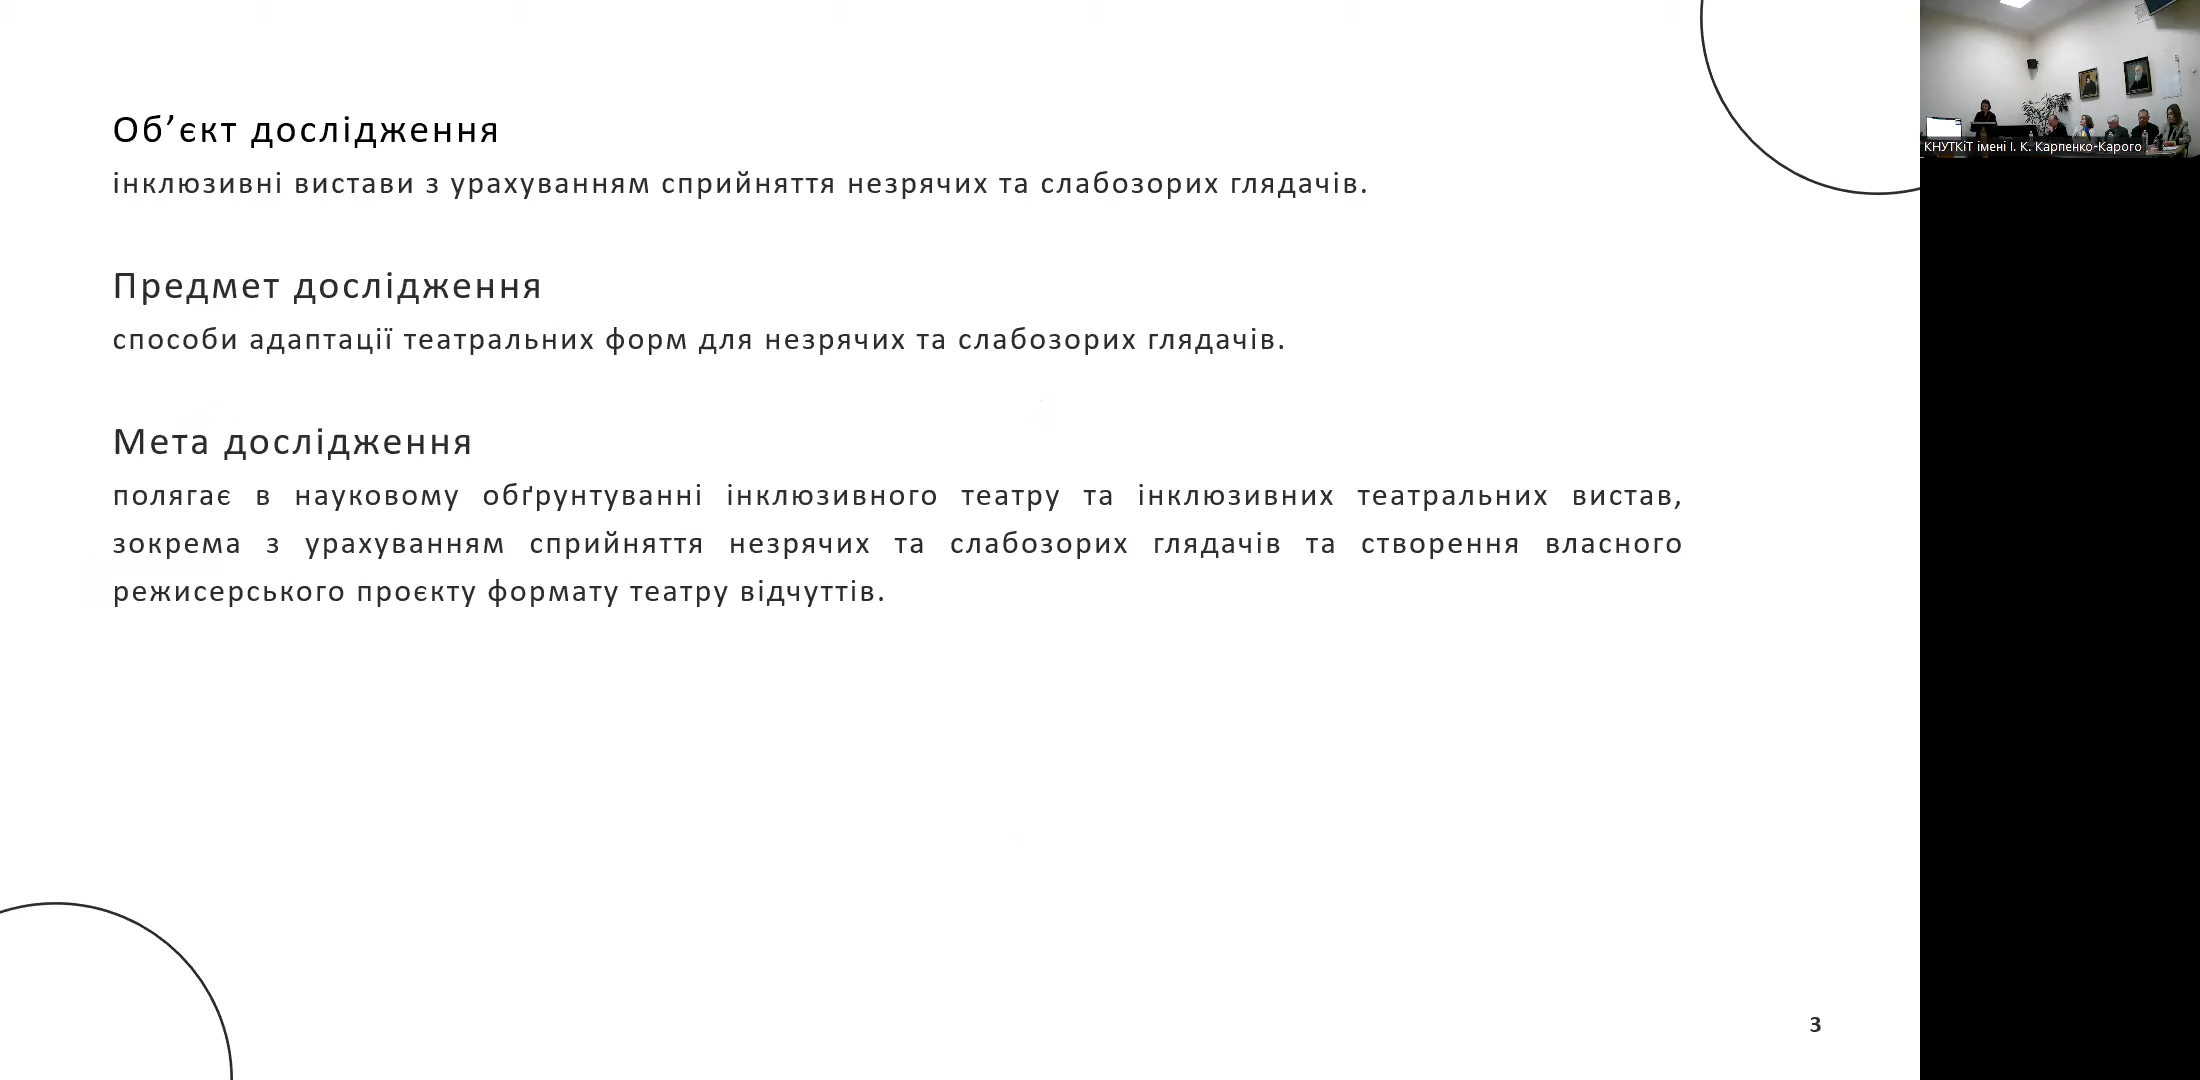 Об’єкт дослідження
інклюзивні вистави з урахуванням сприйняття незрячих та слабозорих глядачів.
Предмет дослідження
способи адаптації театральних форм для незрячих та слабозорих глядачів.
Мета дослідження
полягає в науковому обґрунтуванні інклюзивного театру та інклюзивних театральних вистав,
зокрема з урахуванням сприйняття незрячих та слабозорих глядачів та створення власного
режисерського проєкту формату театру відчуттів.
3
КНУТКіТ імені І. К. Карпенко-Карого